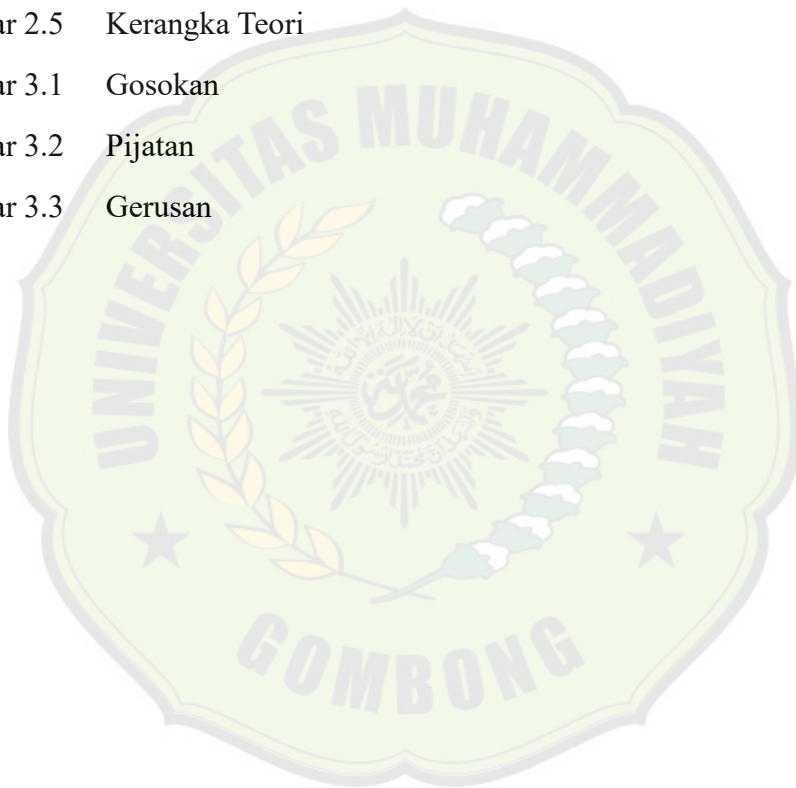 ar 2.5 Kerangka Teori
ar 3.1 Gosokan
ar 3.2 Pijatan
ar 3.3 Gerusan
UNIVERSITAS MUHAMMADIYAH
GOMBONG